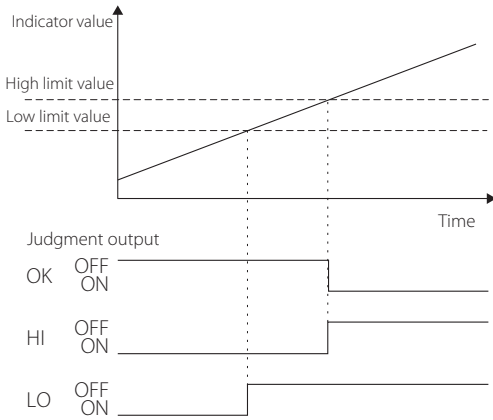 Indicator value
High limit value
Low limit value
Time
Judgment output
OK OFF
ON
HI OFF
ON
LO OFF
ON